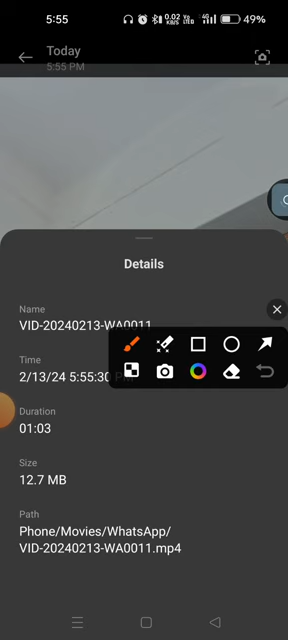 5:55
0.02
KB/S
Vo
LTE
4G
49%
Today
5:55 PM
Details
Name
VID-20240213-WA0011
Time
2/13/24 5:55:30 PM
Duration
01:03
Size
12.7 MB
Path
Phone/Movies/WhatsApp/
VID-20240213-WA0011.mp4